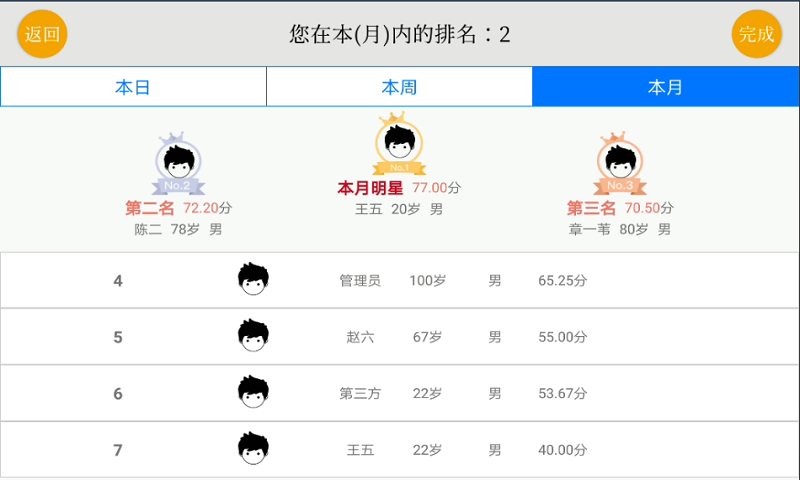 返回
您在本(月)内的排名：2
完成
本日
本周
本月
No.2
第二名 72.20分
陈二 78岁 男
No.1
本月明星 77.00分
王五 20岁 男
No.3
第三名 70.50分
章一苇 80岁 男
4 管理员 100岁 男 65.25分
5 赵六 67岁 男 55.00分
6 第三方 22岁 男 53.67分
7 王五 22岁 男 40.00分